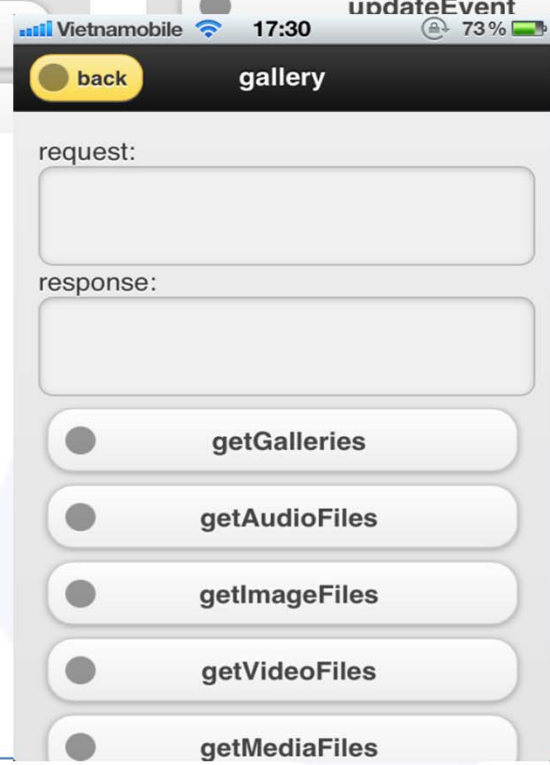 updateEvent
Vietnamobile 17:30 73%
back gallery
request:
response:
getGalleries
getAudioFiles
getImageFiles
getVideoFiles
getMediaFiles